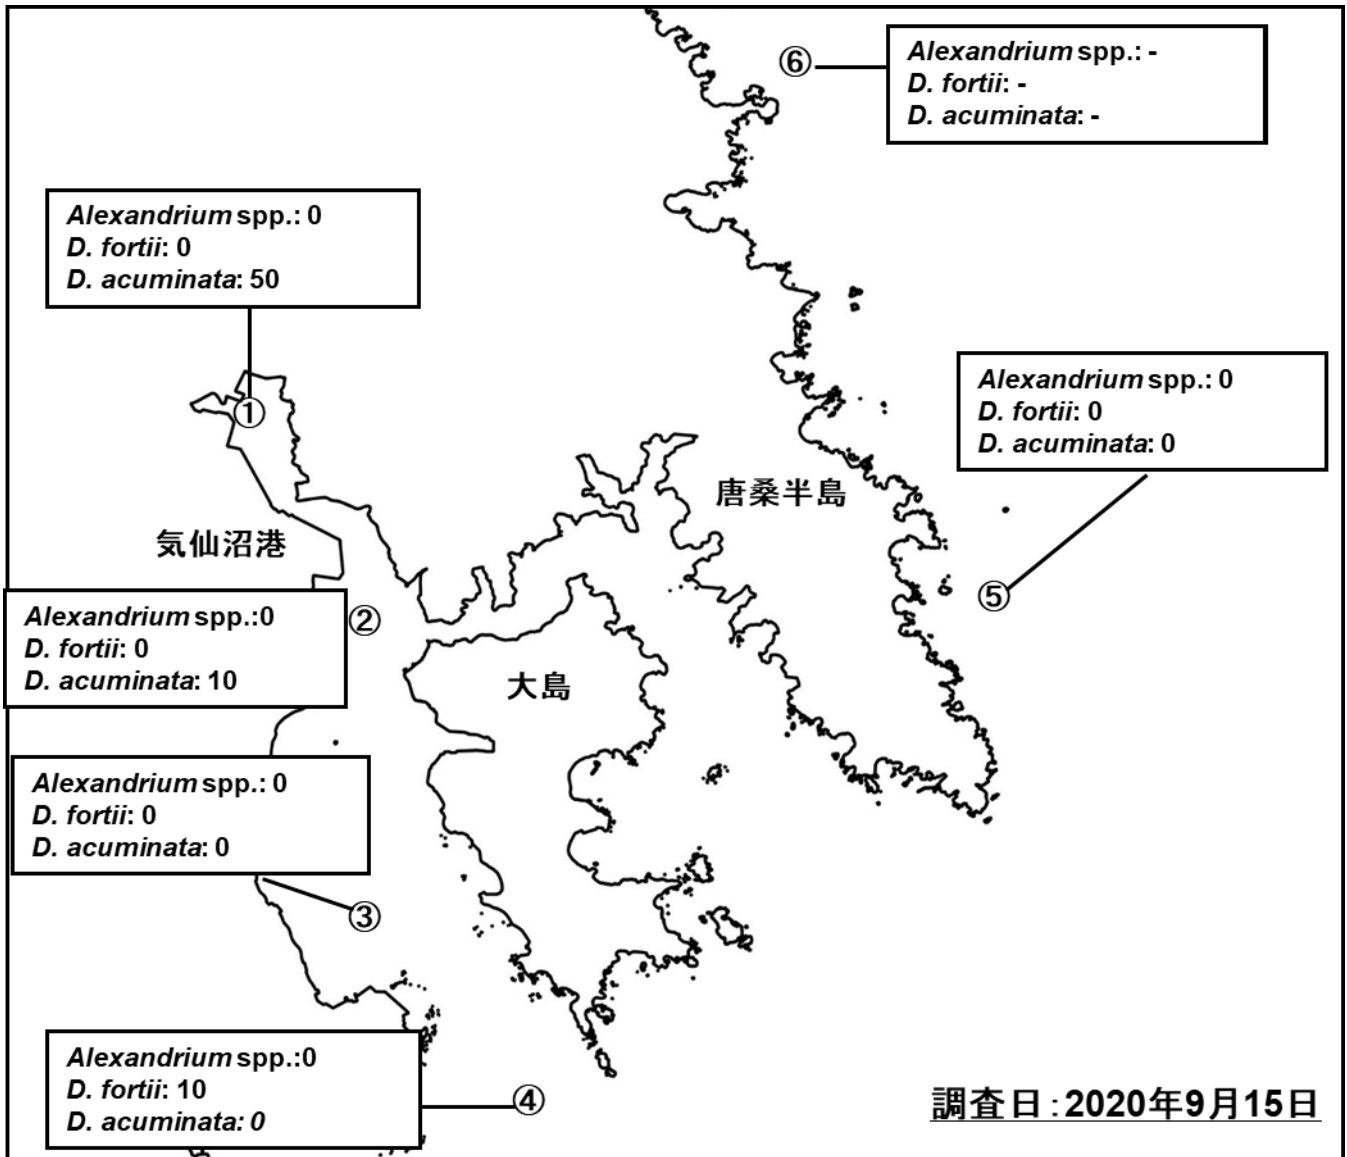 ⑥
Alexandrium spp.: -
D. fortii: -
D. acuminata: -
Alexandrium spp.: 0
D. fortii: 0
D. acuminata: 50
①
Alexandrium spp.: 0
D. fortii: 0
D. acuminata: 0
唐桑半島
気仙沼港
⑤
Alexandrium spp.:0
D. fortii: 0
D. acuminata: 10
②
大島
Alexandrium spp.: 0
D. fortii: 0
D. acuminata: 0
③
Alexandrium spp.:0
D. fortii: 10
D. acuminata: 0
④
調査日:2020年9月15日